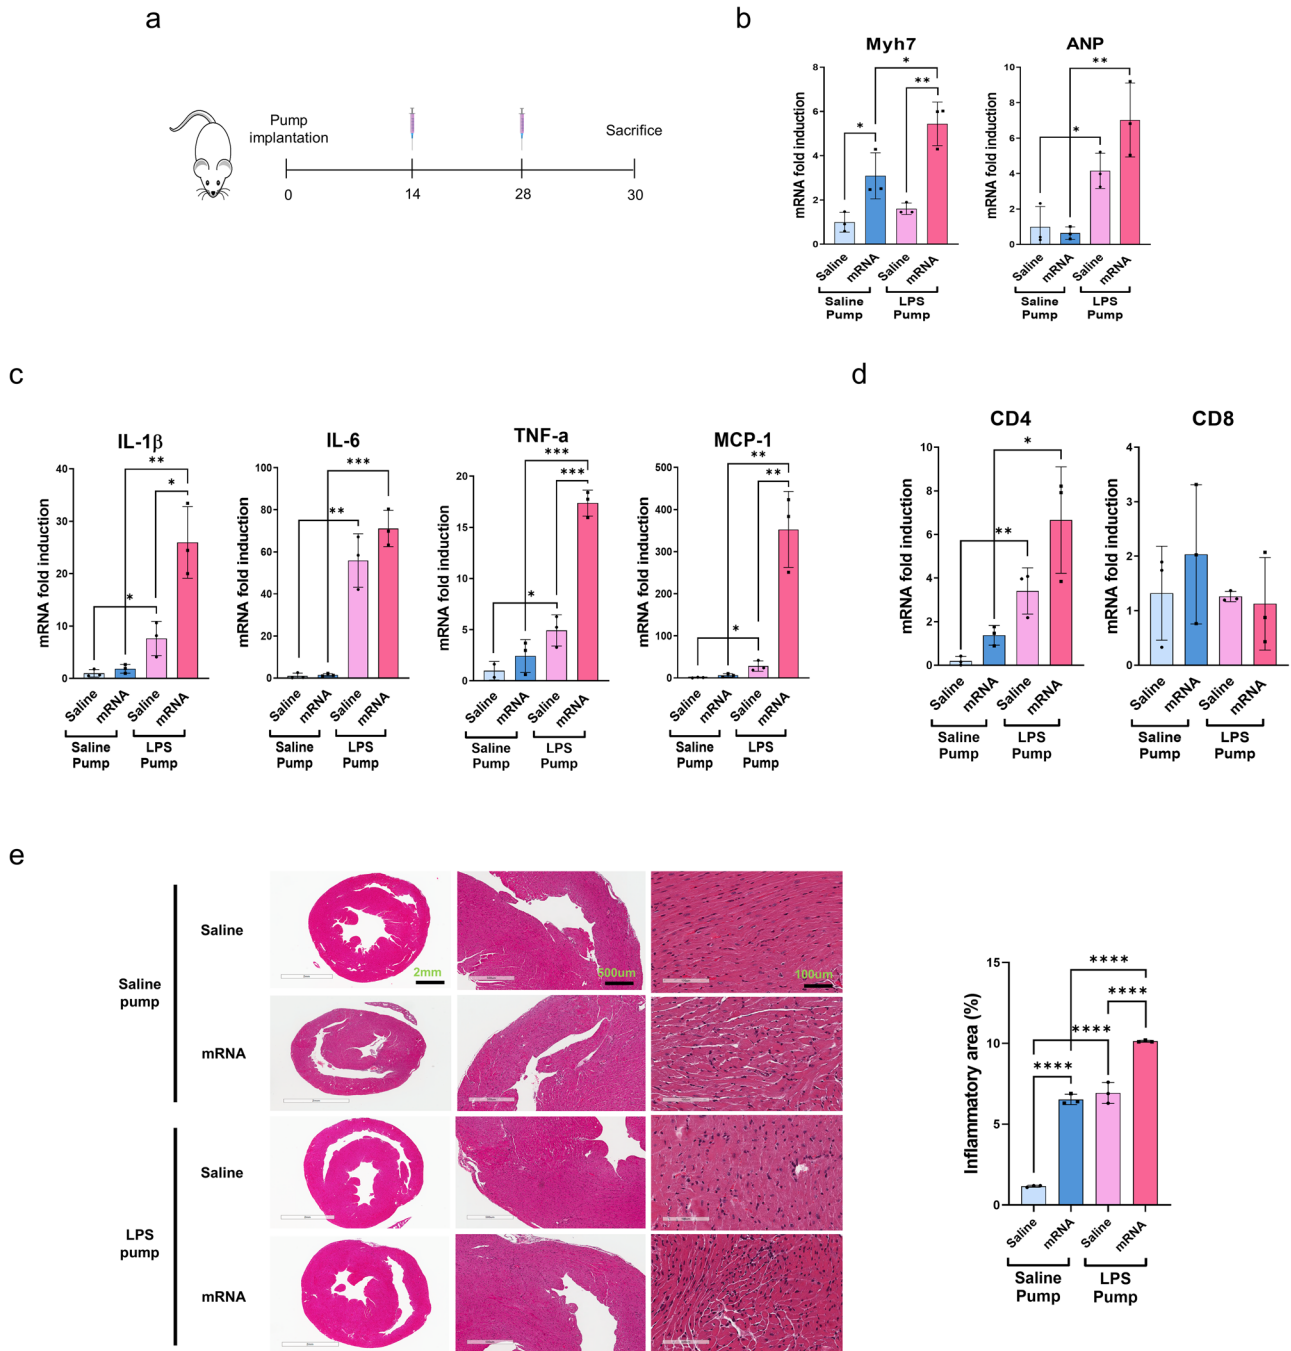 a
Pump
implantation
Sacrifice
0
14
28
30
b
Myh7
mRNA fold induction
8
6
4
2
0
*
*
**
Saline
mRNA
Saline
mRNA
Saline
Pump
LPS
Pump
ANP
mRNA fold induction
10
8
6
4
2
0
**
*
Saline
mRNA
Saline
mRNA
Saline
Pump
LPS
Pump
c
IL-1β
mRNA fold induction
40
30
20
10
0
**
*
*
Saline
mRNA
Saline
mRNA
Saline
Pump
LPS
Pump
IL-6
mRNA fold induction
100
80
60
40
20
0
***
**
Saline
mRNA
Saline
mRNA
Saline
Pump
LPS
Pump
TNF-a
mRNA fold induction
20
15
10
5
0
***
***
*
Saline
mRNA
Saline
mRNA
Saline
Pump
LPS
Pump
MCP-1
mRNA fold induction
500
400
300
200
100
0
**
**
*
Saline
mRNA
Saline
mRNA
Saline
Pump
LPS
Pump
d
CD4
mRNA fold induction
10
8
6
4
2
0
*
**
Saline
mRNA
Saline
mRNA
Saline
Pump
LPS
Pump
CD8
mRNA fold induction
4
3
2
1
0
Saline
mRNA
Saline
mRNA
Saline
Pump
LPS
Pump
e
Saline
pump
Saline
mRNA
LPS
pump
Saline
mRNA
2mm
500um
100um
Inflammatory area (%)
15
10
5
0
****
****
****
****
Saline
mRNA
Saline
mRNA
Saline
Pump
LPS
Pump